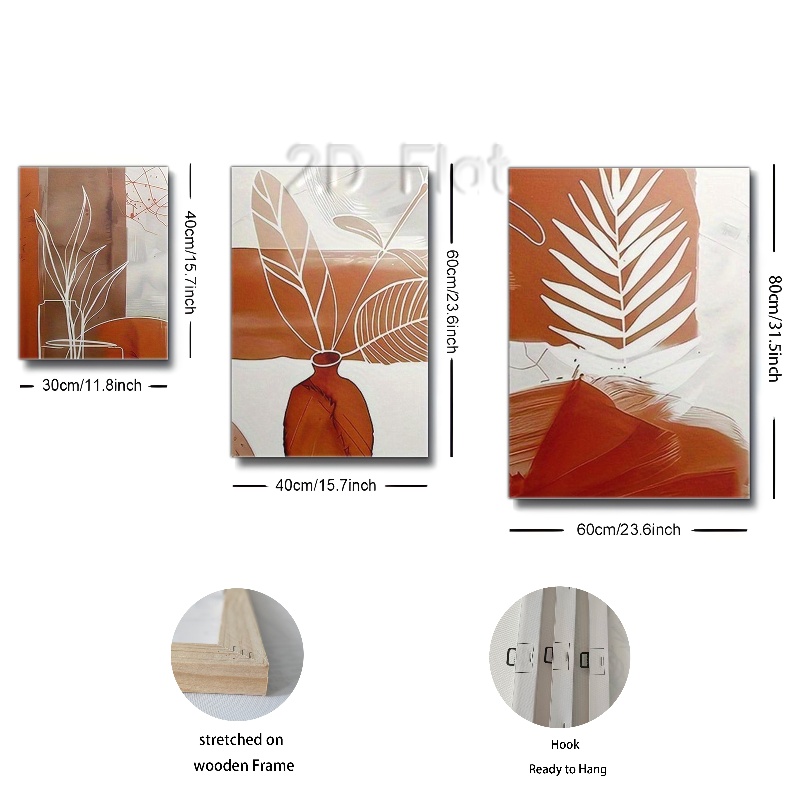 2D Flat
40cm/15.7inch
30cm/11.8inch
60cm/23.6inch
40cm/15.7inch
80cm/31.5inch
60cm/23.6inch
stretched on
wooden Frame
Hook
Ready to Hang